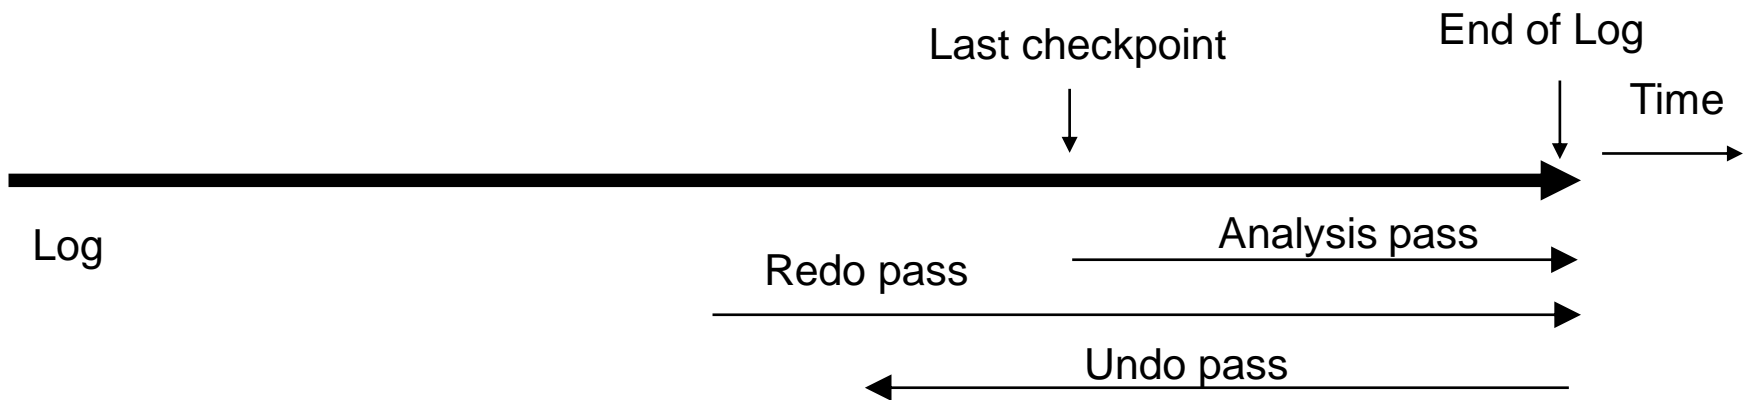 Last checkpoint
End of Log
Time
Log
Analysis pass
Redo pass
Undo pass